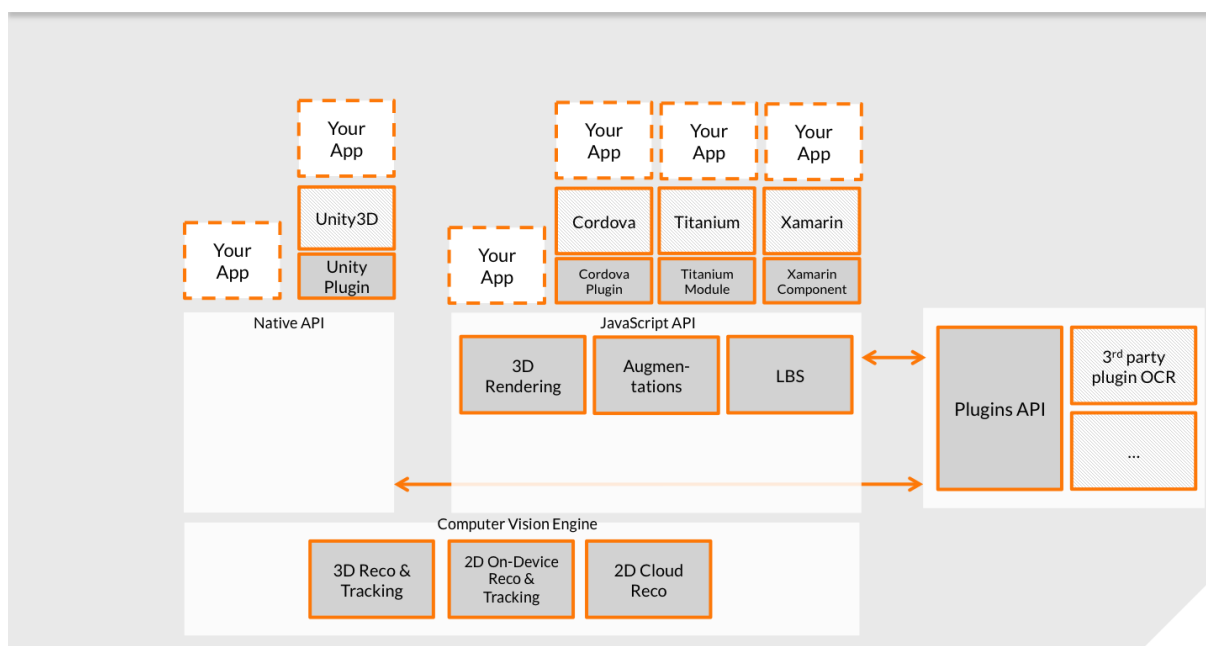 Your
App
Your
App
Your
App
Your
App
Unity3D
Cordova
Titanium
Xamarin
Your
App
Your
App
Unity
Plugin
Cordova
Plugin
Titanium
Module
Xamarin
Component
Native API
JavaScript API
3D
Rendering
Augmen-
tations
LBS
Plugins API
3rd party
plugin OCR
...
Computer Vision Engine
3D Reco &
Tracking
2D On-Device
Reco &
Tracking
2D Cloud
Reco